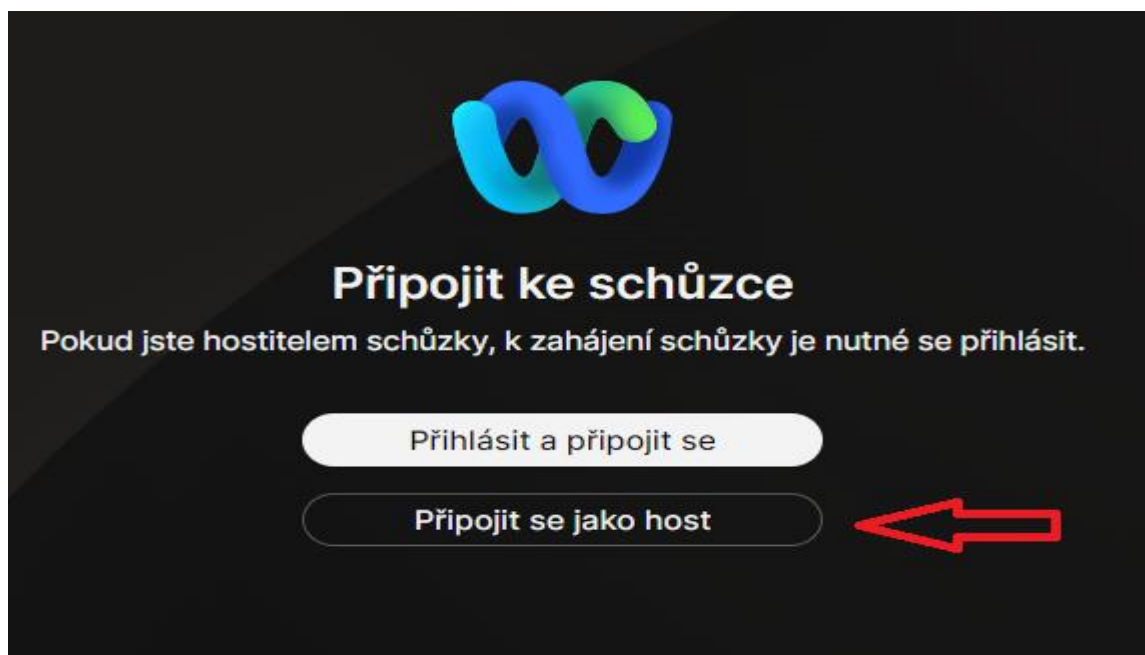 Připojit ke schůzce
Pokud jste hostitelem schůzky, k zahájení schůzky je nutné se přihlásit.
Přihlásit a připojit se
Připojit se jako host